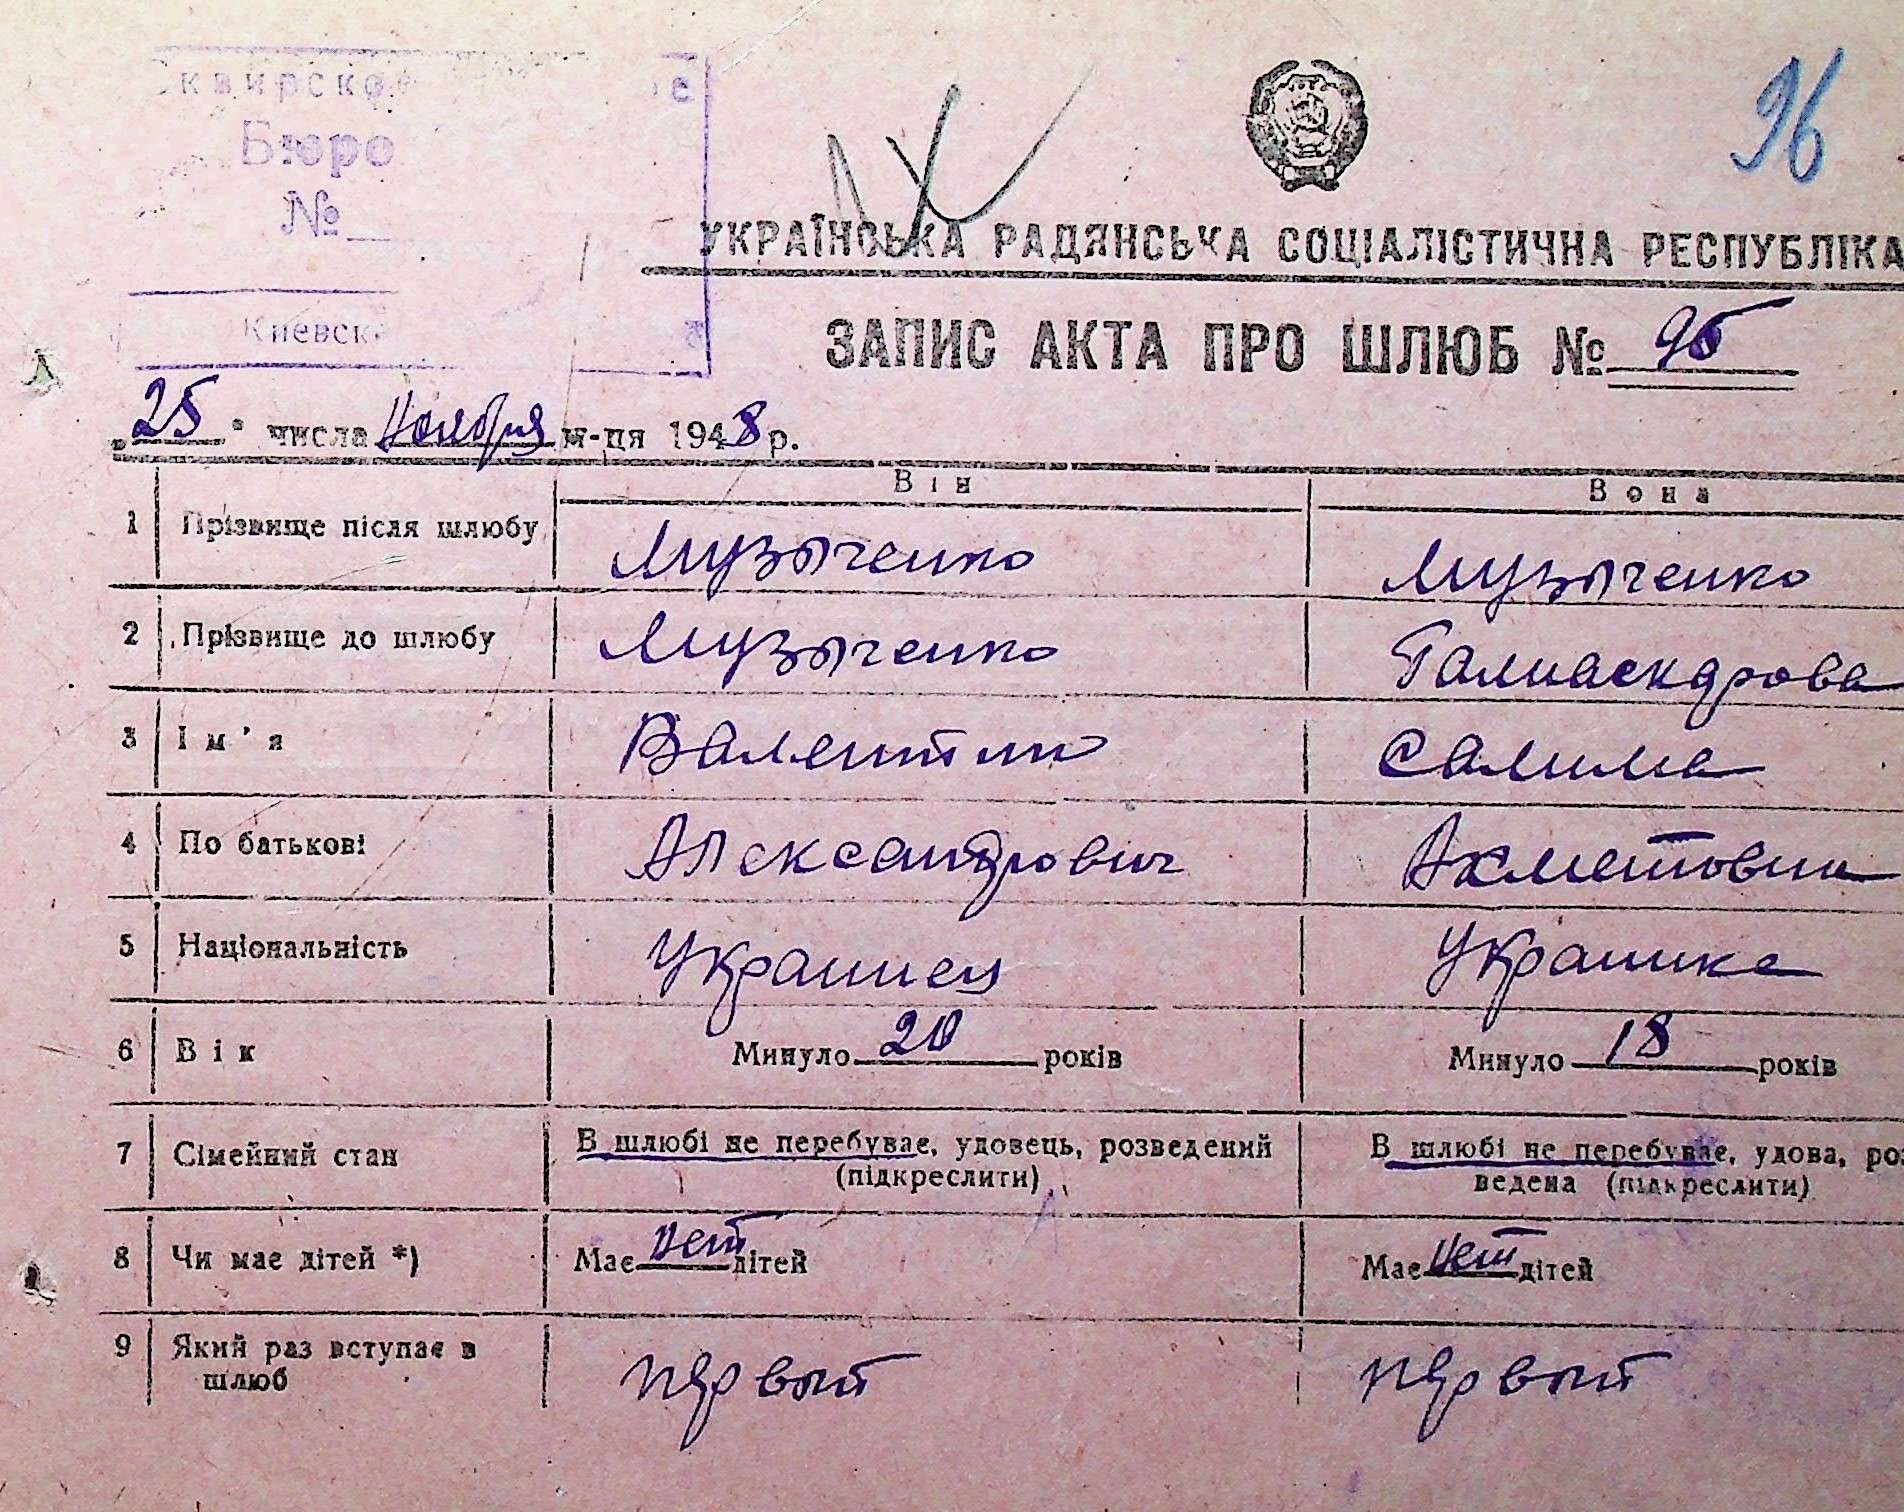 Бюро
№
Киевск
96
УКРАЇНСЬКА РАДЯНСЬКА СОЦІАЛІСТИЧНА РЕСПУБЛІКА
ЗАПИС АКТА ПРО ШЛЮБ № 95
„25" числа Ноября м-ця 1948 р.
Він Вона
1 Прізвище після шлюбу Музыченко Музыченко
2 Прізвище до шлюбу Музыченко
3 Ім'я Валентин Салима
4 По батькові Александрович Ахметовна
5 Національність Украинец Украинка
6 Вік Минуло 20 років Минуло 18 років
7 Сімейний стан В шлюбі не перебуває, удовець, розведений В шлюбі не перебуває, удова, роз
(підкреслити) ведена (підкреслити)
8 Чи має дітей *) Має нет дітей Має нет дітей
9 Який раз вступає в первый первый
шлюб